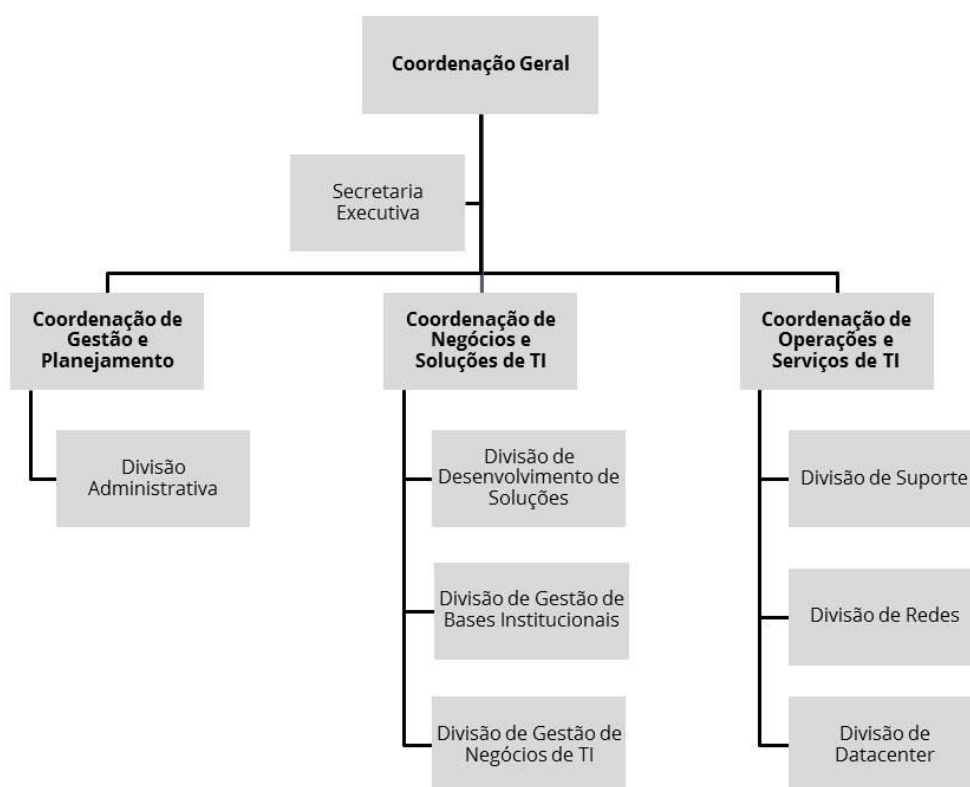 Coordenação Geral
Secretaria
Executiva
Coordenação de
Gestão e
Planejamento
Coordenação de
Negócios e
Soluções de TI
Coordenação de
Operações e
Serviços de TI
Divisão
Administrativa
Divisão de
Desenvolvimento de
Soluções
Divisão de Suporte
Divisão de Gestão de
Bases Institucionais
Divisão de Redes
Divisão de Gestão de
Negócios de TI
Divisão de
Datacenter